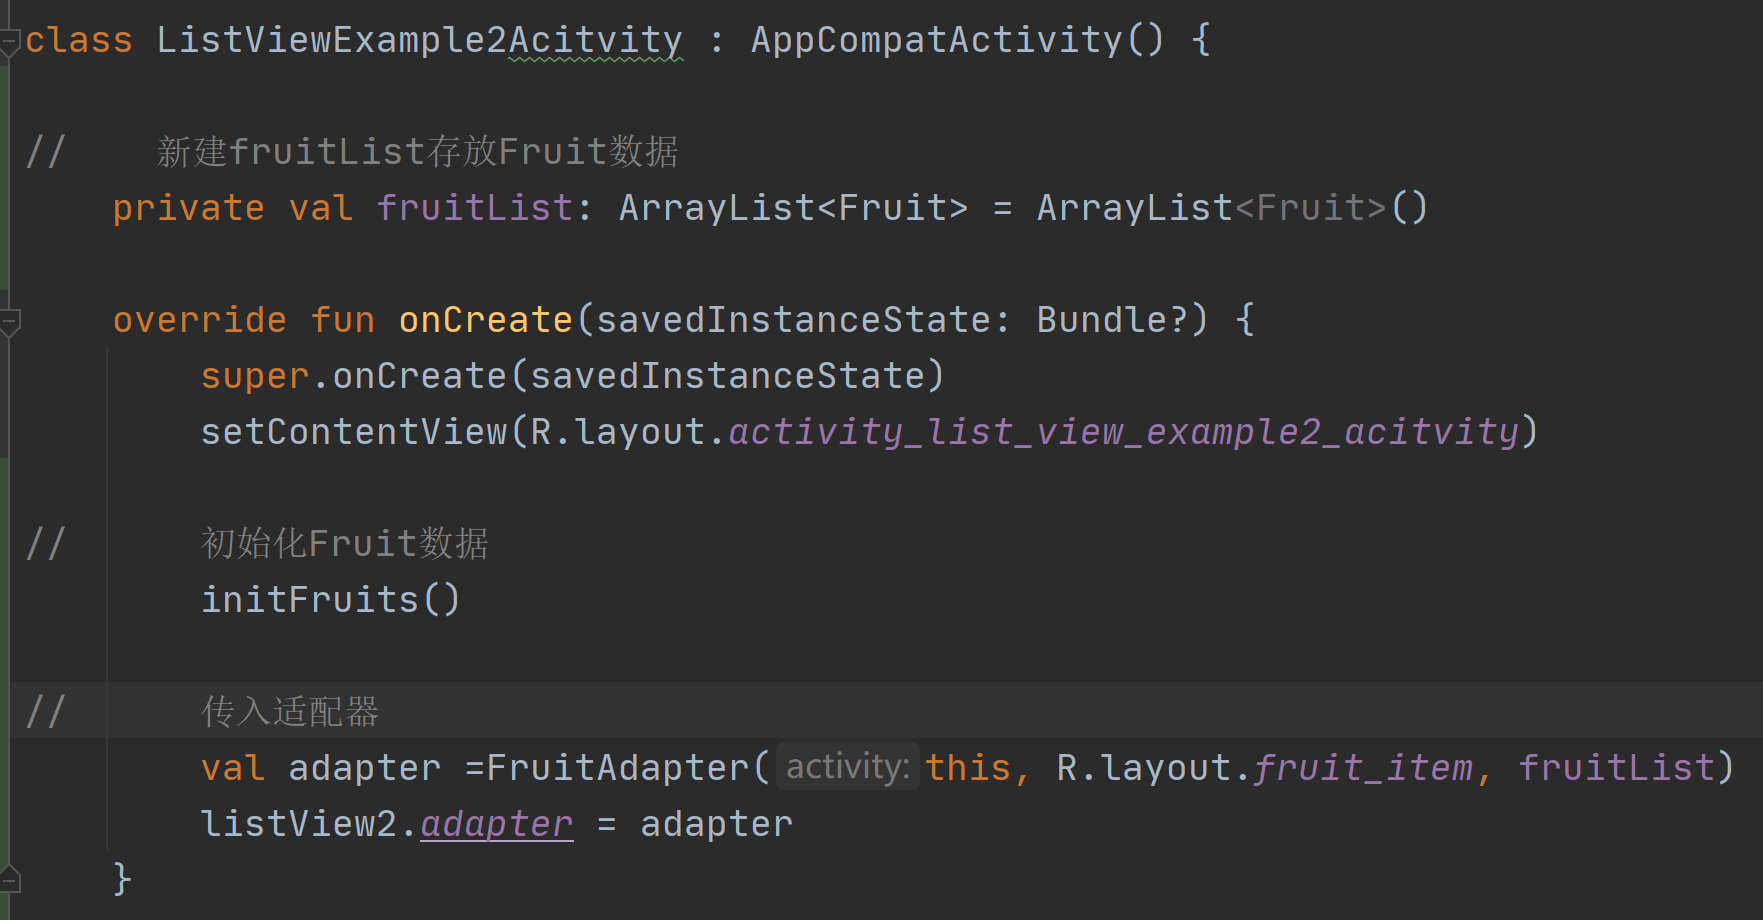 class ListViewExample2Acitvity : AppCompatActivity() {
//    新建fruitList存放Fruit数据
    private val fruitList: ArrayList<Fruit> = ArrayList<Fruit>()
    override fun onCreate(savedInstanceState: Bundle?) {
        super.onCreate(savedInstanceState)
        setContentView(R.layout.activity_list_view_example2_acitvity)
//      初始化Fruit数据
        initFruits()
//      传入适配器
        val adapter =FruitAdapter( activity: this, R.layout.fruit_item, fruitList)
        listView2.adapter = adapter
    }